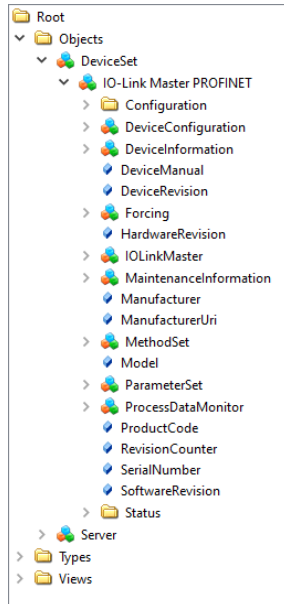 Root
Objects
DeviceSet
IO-Link Master PROFINET
Configuration
DeviceConfiguration
DeviceInformation
DeviceManual
DeviceRevision
Forcing
HardwareRevision
IOLinkMaster
MaintenanceInformation
Manufacturer
ManufacturerUri
MethodSet
Model
ParameterSet
ProcessDataMonitor
ProductCode
RevisionCounter
SerialNumber
SoftwareRevision
Status
Server
Types
Views